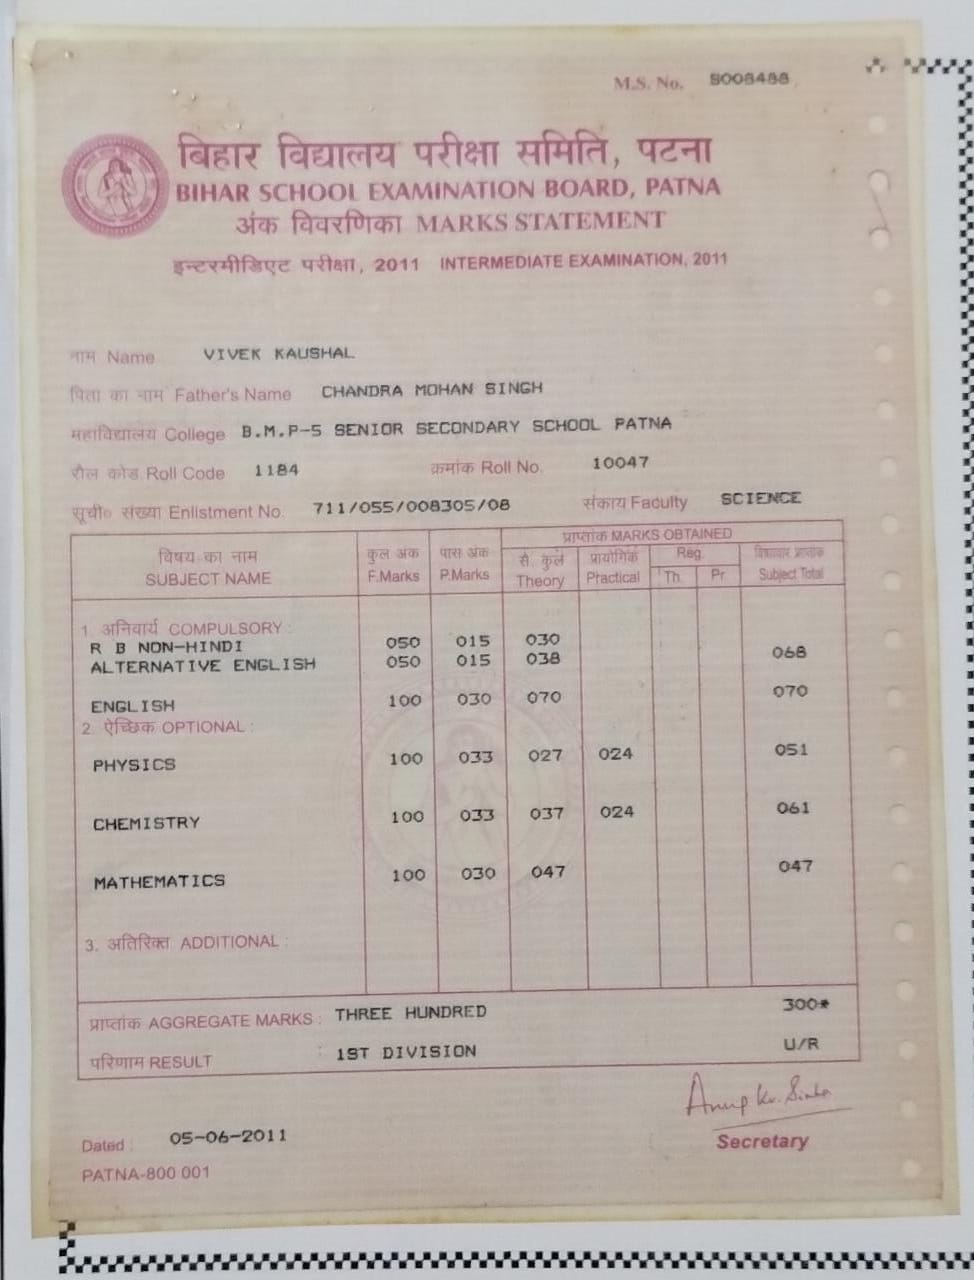 M.S. No. S008488
बिहार विद्यालय परीक्षा समिति, पटना
BIHAR SCHOOL EXAMINATION BOARD, PATNA
अंक विवरणिका MARKS STATEMENT
इन्टरमीडिएट परीक्षा, 2011 INTERMEDIATE EXAMINATION, 2011
नाम Name VIVEK KAUSHAL
पिता का नाम Father's Name CHANDRA MOHAN SINGH
महाविद्यालय College B.M.P-5 SENIOR SECONDARY SCHOOL PATNA
रौल कोड Roll Code 1184 क्रमांक Roll No. 10047
सूची० संख्या Enlistment No. 711/055/008305/08 संकाय Faculty SCIENCE
विषय का नाम SUBJECT NAME कुल अंक F.Marks पास अंक P.Marks प्राप्तांक MARKS OBTAINED
सै० कुल Theory प्रायोगिक Practical Reg. Th. Pr विषयवार प्राप्तांक Subject Total
1. अनिवार्य COMPULSORY :
R B NON-HINDI 050 015 030
ALTERNATIVE ENGLISH 050 015 038 068
ENGLISH 100 030 070 070
2. ऐच्छिक OPTIONAL :
PHYSICS 100 033 027 024 051
CHEMISTRY 100 033 037 024 061
MATHEMATICS 100 030 047 047
3. अतिरिक्त ADDITIONAL :
प्राप्तांक AGGREGATE MARKS : THREE HUNDRED 300*
परिणाम RESULT : 1ST DIVISION U/R
Anup Kr. Sinha
Dated : 05-06-2011 Secretary
PATNA-800 001